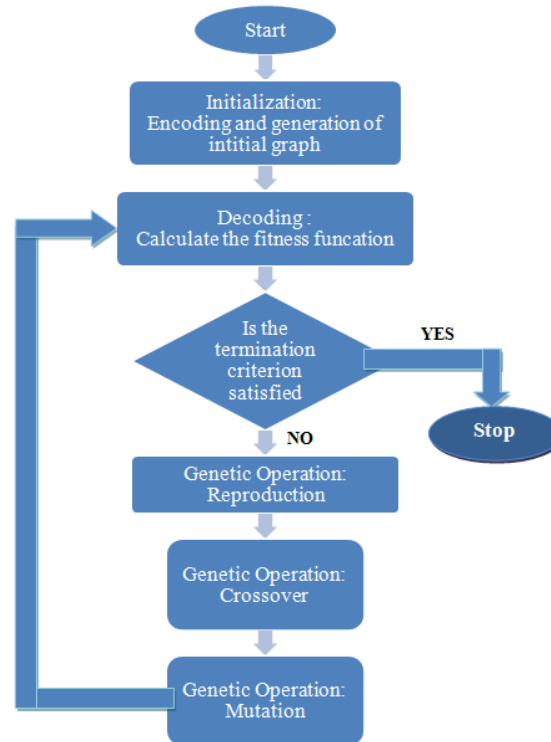 Start
Initialization:
Encoding and generation of
intitial graph
Decoding :
Calculate the fitness funcation
Is the
termination
criterion
satisfied
YES
Stop
NO
Genetic Operation:
Reproduction
Genetic Operation:
Crossover
Genetic Operation:
Mutation